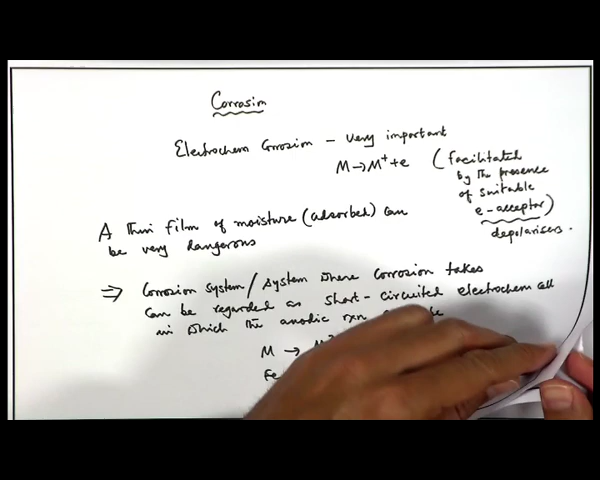 Corrosion
Electrochem Corrosion - very important
M → M⁺ + e (facilitated
by the presence
of suitable
e-acceptor)
depolarisers.
A thin film of moisture (adsorbed) can
be very dangerous
⇒ Corrosion system/system where corrosion takes
can be regarded as short-circuited electrochem cell
in which the anodic rxn
M →
Fe